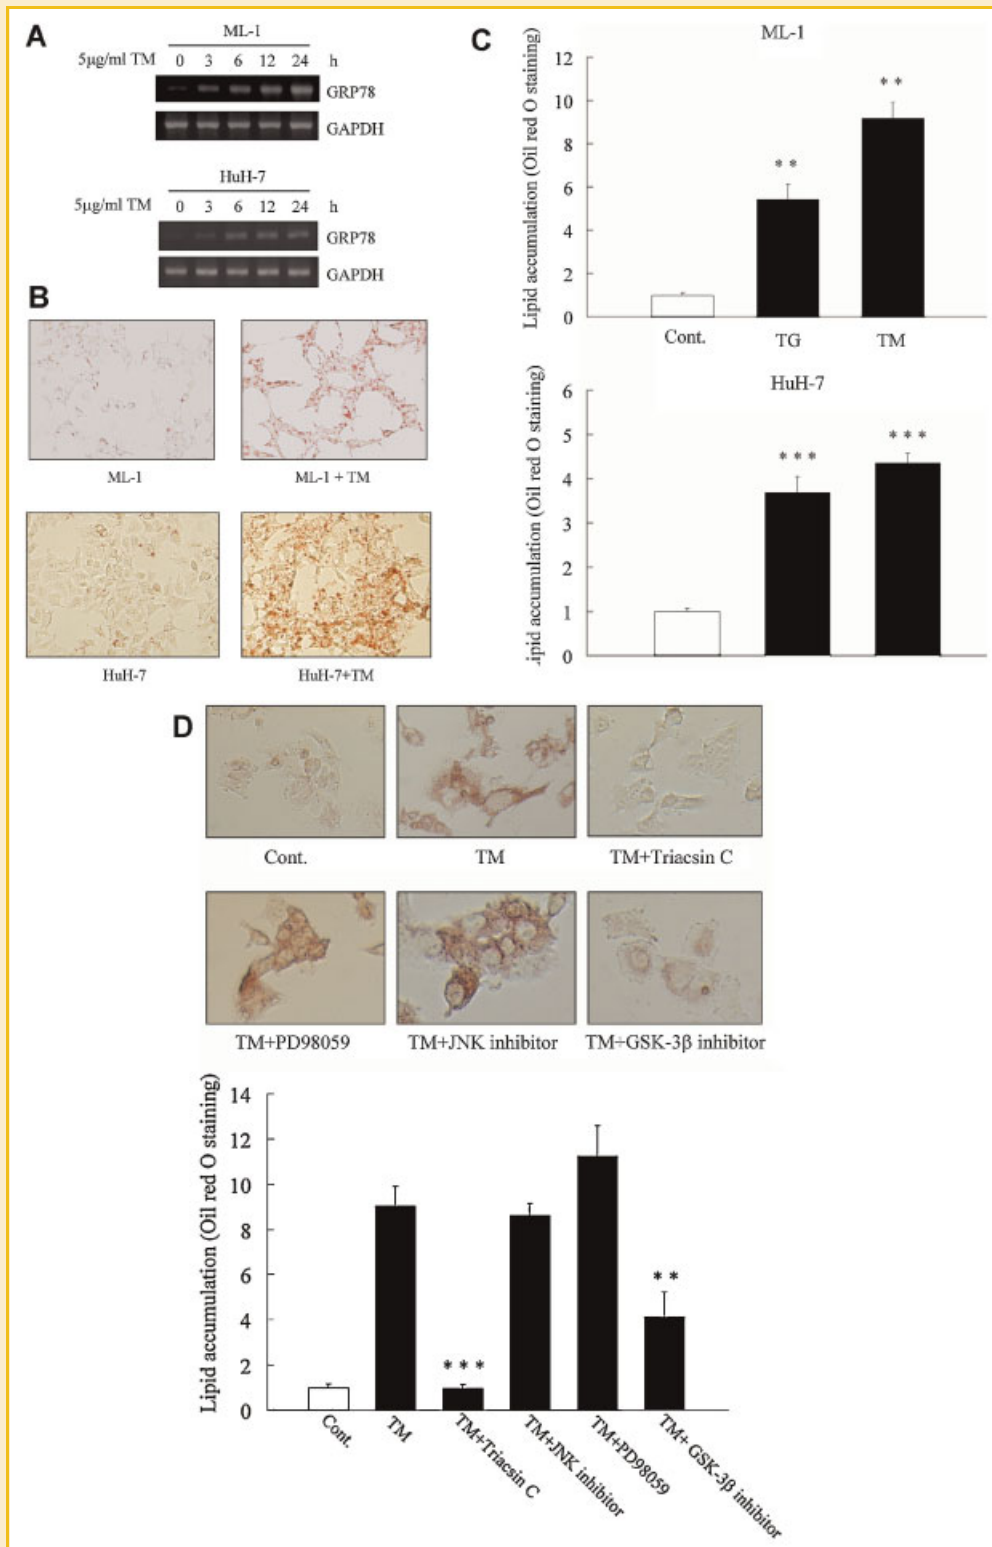 A
ML-1
5μg/ml TM 0 3 6 12 24 h
GRP78
GAPDH
HuH-7
5μg/ml TM 0 3 6 12 24 h
GRP78
GAPDH
B
ML-1
ML-1 + TM
HuH-7
HuH-7+TM
C
ML-1
Lipid accumulation (Oil red O staining)
12
10
8
6
4
2
0
* *
* *
Cont. TG TM
HuH-7
ipid accumulation (Oil red O staining)
6
5
4
3
2
1
0
* * *
* * *
D
Cont.
TM
TM+Triacsin C
TM+PD98059
TM+JNK inhibitor
TM+GSK-3β inhibitor
Lipid accumulation (Oil red O staining)
14
12
10
8
6
4
2
0
* * *
* *
Cont.
TM
TM+Triacsin C
TM+JNK inhibitor
TM+PD98059
TM+ GSK-3β inhibitor